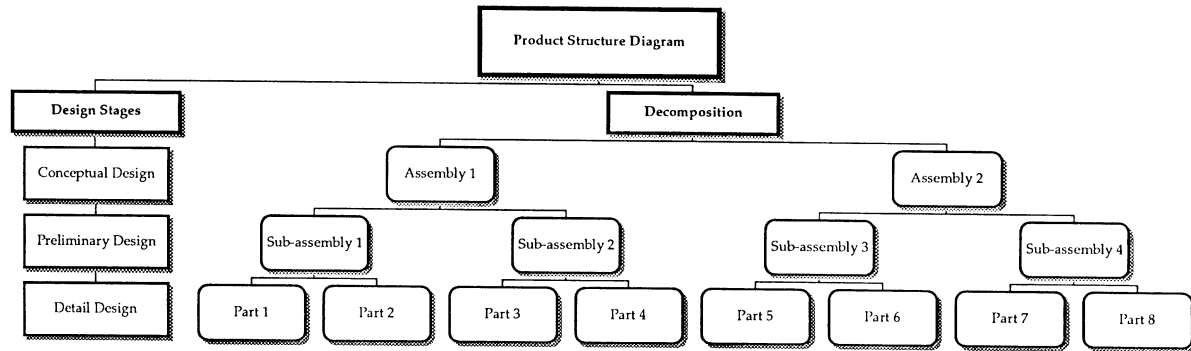 Product Structure Diagram
Design Stages
Decomposition
Conceptual Design
Assembly 1
Assembly 2
Preliminary Design
Sub-assembly 1
Sub-assembly 2
Sub-assembly 3
Sub-assembly 4
Detail Design
Part 1
Part 2
Part 3
Part 4
Part 5
Part 6
Part 7
Part 8